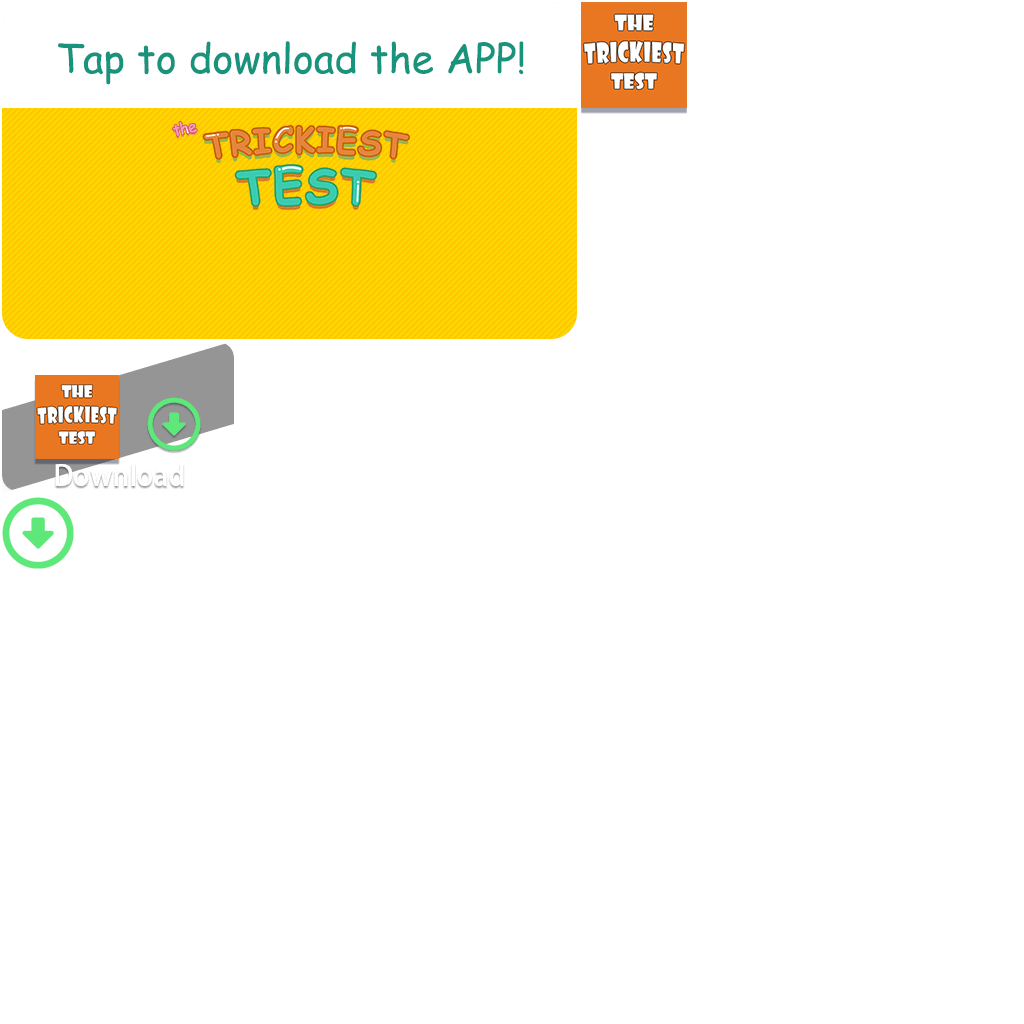 Tap to download the APP!
THE
TRICKIEST
TEST
the
TRICKIEST
TEST
THE
TRICKIEST
TEST
Download